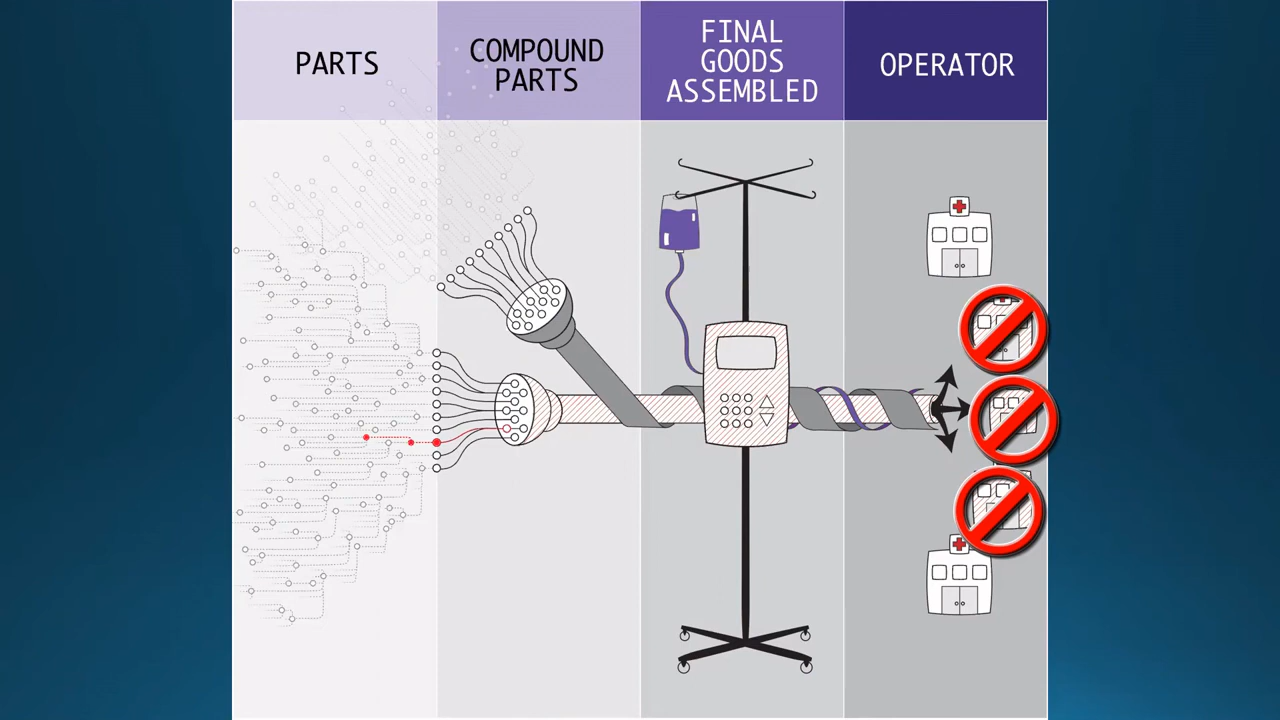 PARTS
COMPOUND
PARTS
FINAL
GOODS
ASSEMBLED
OPERATOR